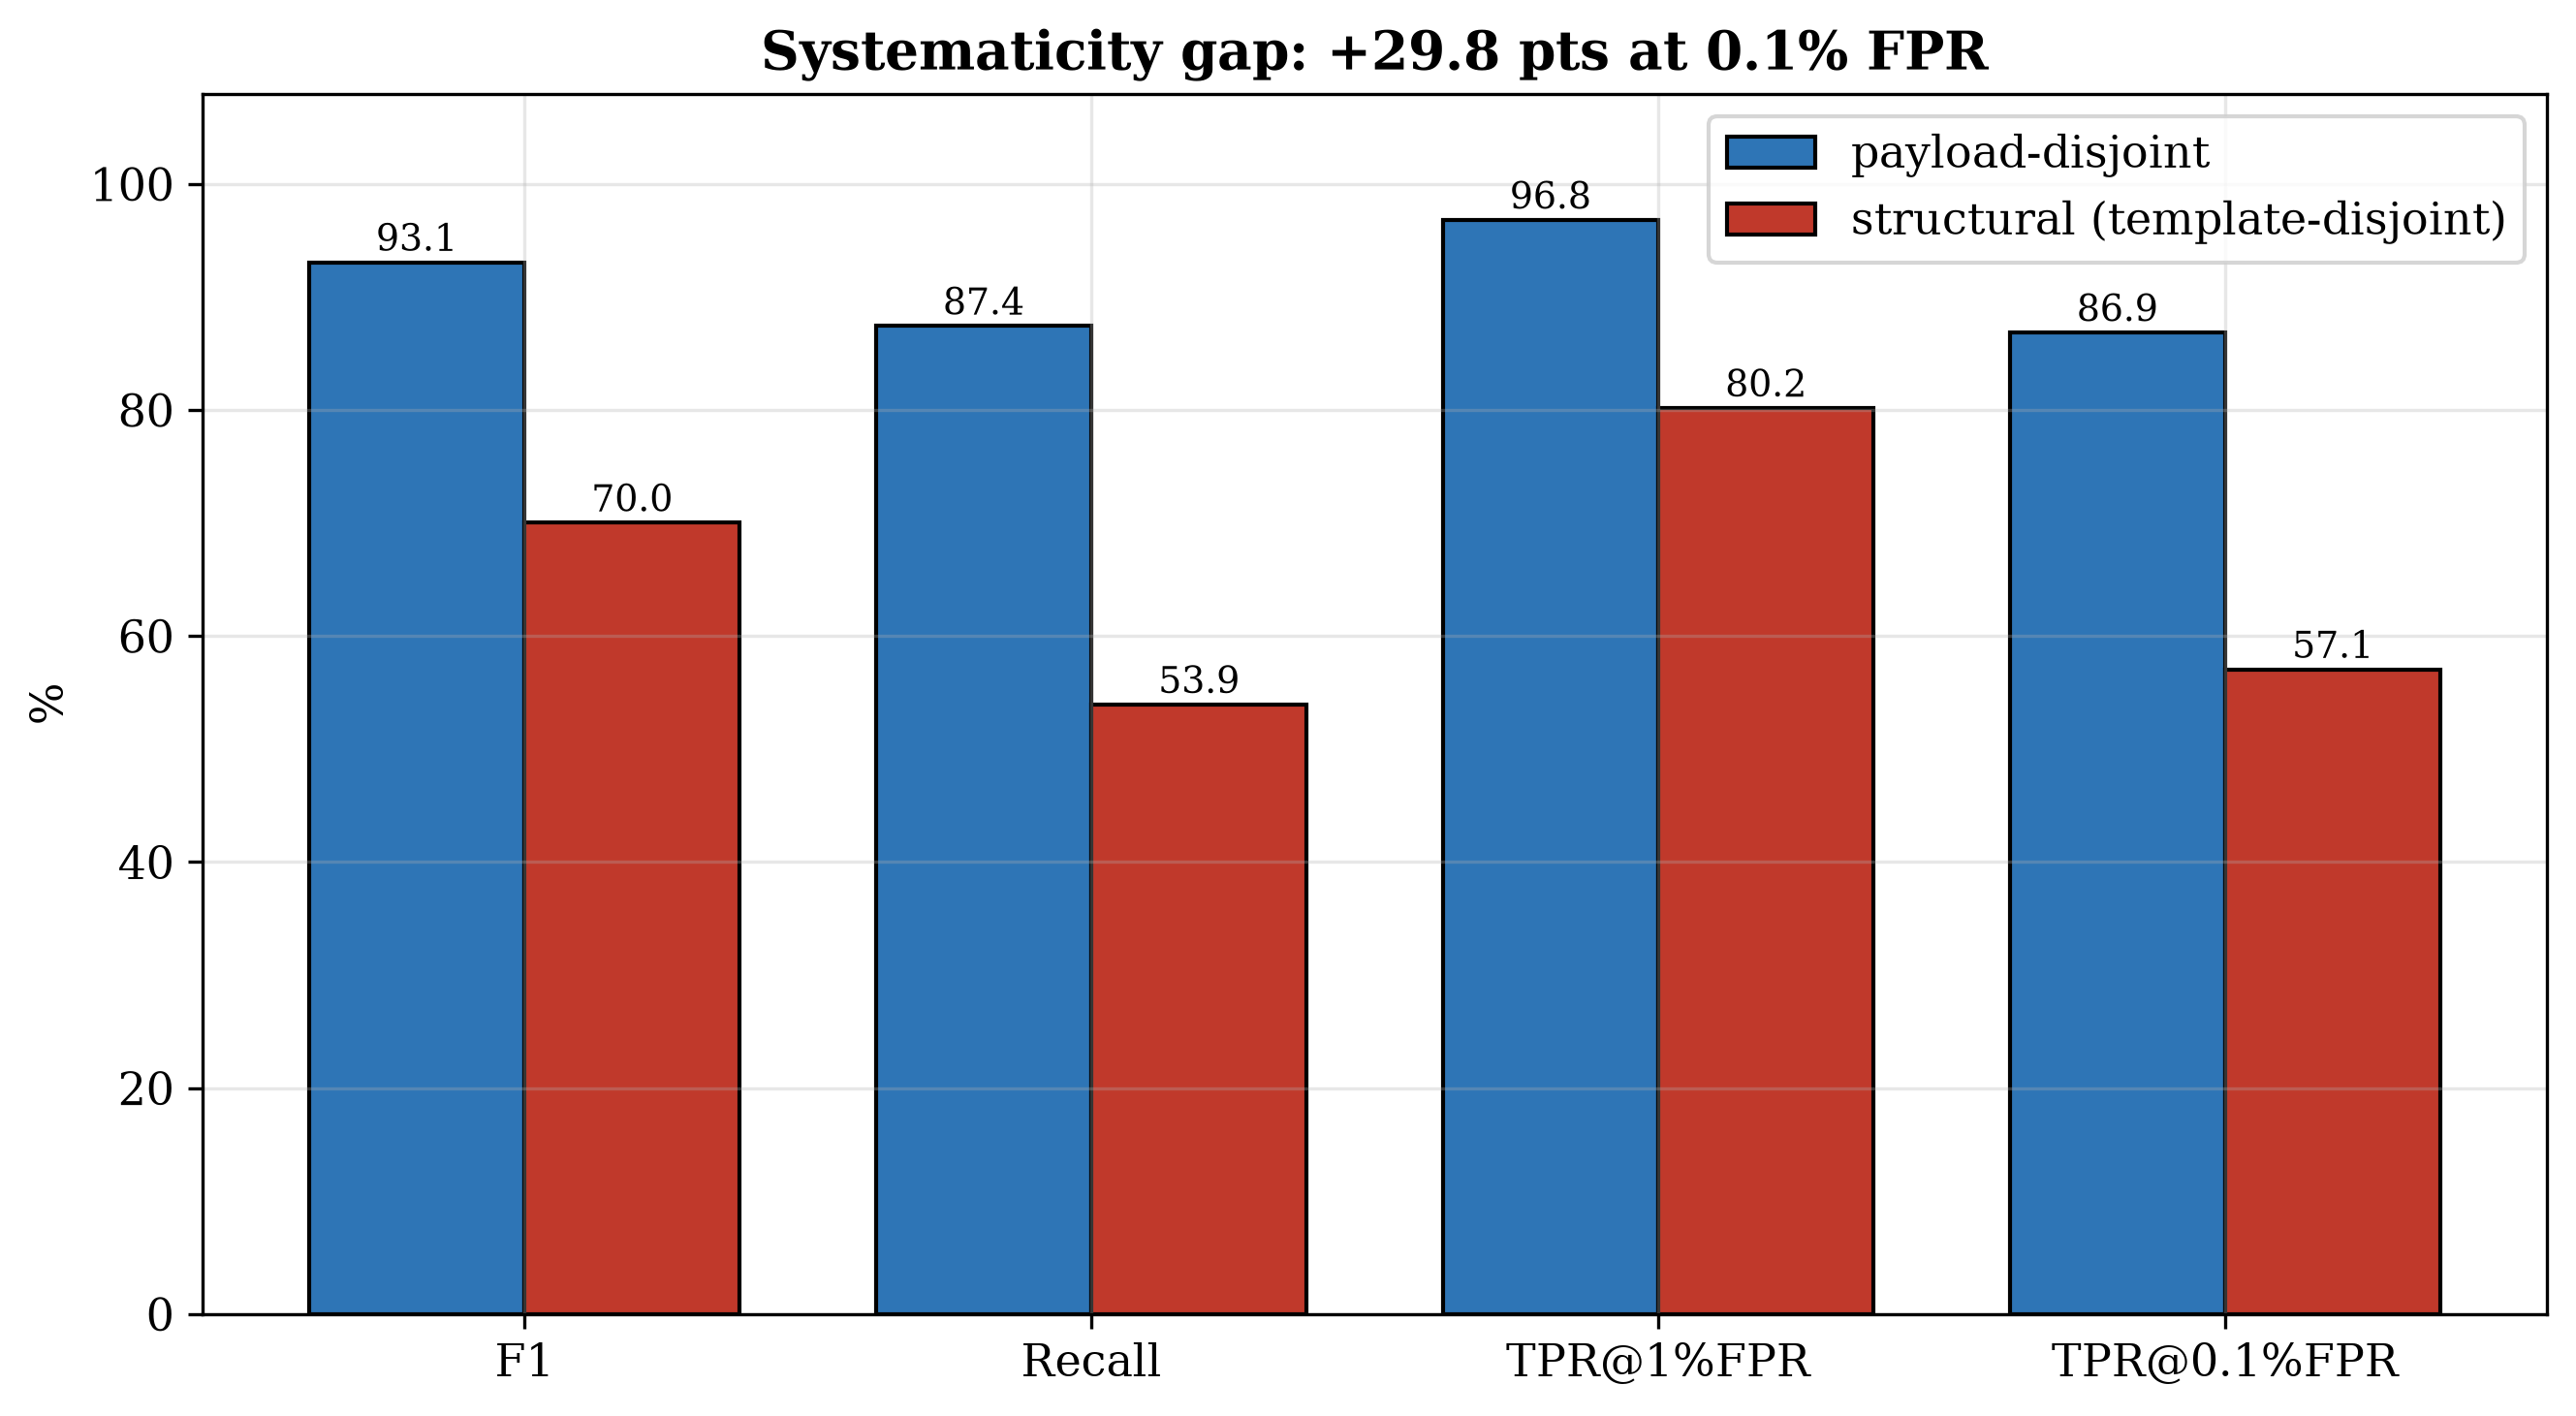 Systematicity gap: +29.8 pts at 0.1% FPR
payload-disjoint
structural (template-disjoint)
%
100
80
60
40
20
0
93.1
70.0
87.4
53.9
96.8
80.2
86.9
57.1
F1
Recall
TPR@1%FPR
TPR@0.1%FPR